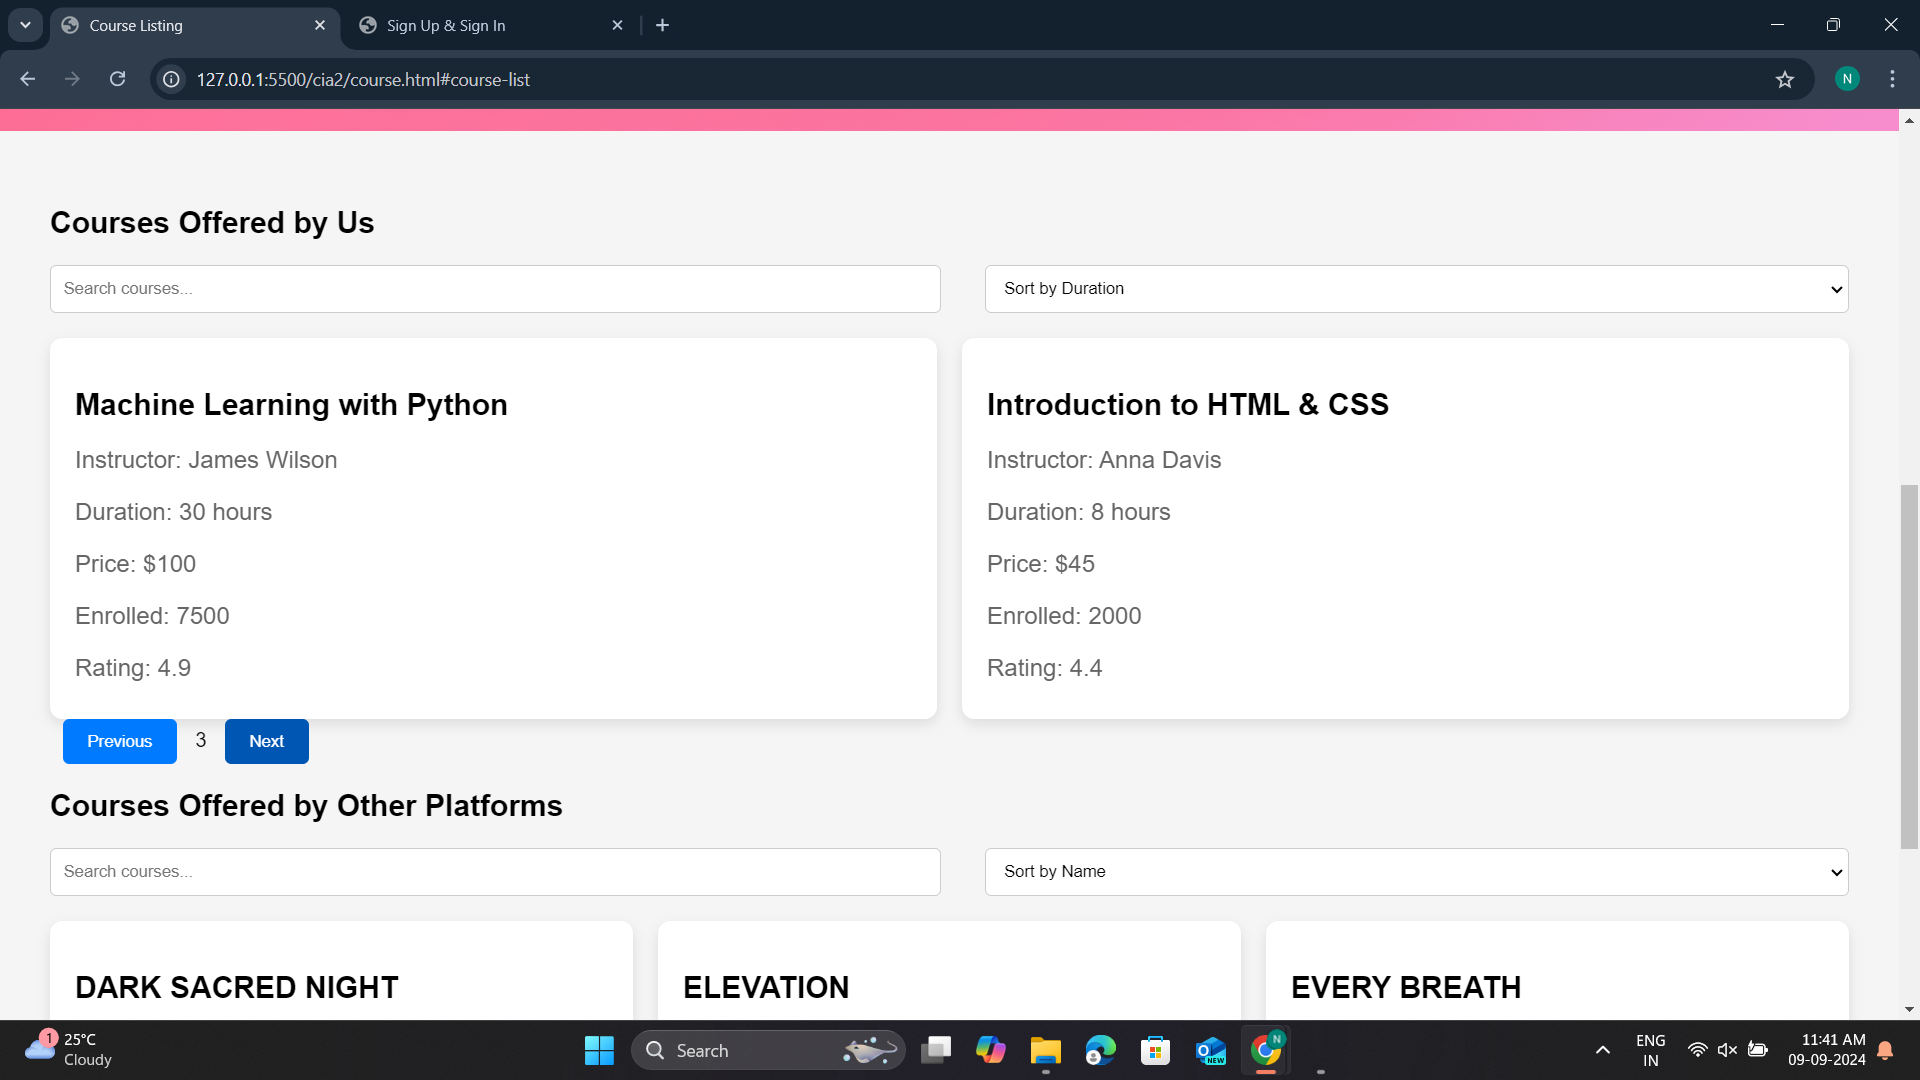 Course Listing
Sign Up & Sign In
127.0.0.1:5500/cia2/course.html#course-list
N
Courses Offered by Us
Search courses...
Sort by Duration
Machine Learning with Python
Instructor: James Wilson
Duration: 30 hours
Price: $100
Enrolled: 7500
Rating: 4.9
Introduction to HTML & CSS
Instructor: Anna Davis
Duration: 8 hours
Price: $45
Enrolled: 2000
Rating: 4.4
Previous 3 Next
Courses Offered by Other Platforms
Search courses...
Sort by Name
DARK SACRED NIGHT
ELEVATION
EVERY BREATH
1
25°C
Cloudy
Search
NEW
N
ENG
IN
11:41 AM
09-09-2024